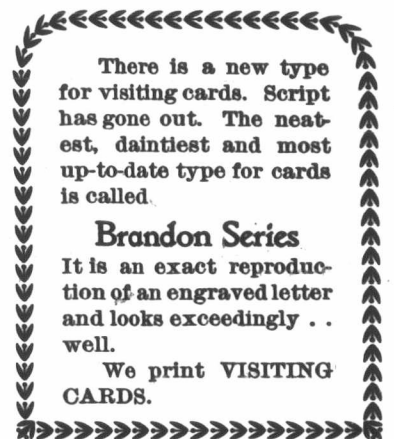 There is a new type
for visiting cards. Script
has gone out. The neat-
est, daintiest and most
up-to-date type for cards
is called
Brandon Series
It is an exact reproduc-
tion of an engraved letter
and looks exceedingly . .
well.
We print VISITING
CARDS.